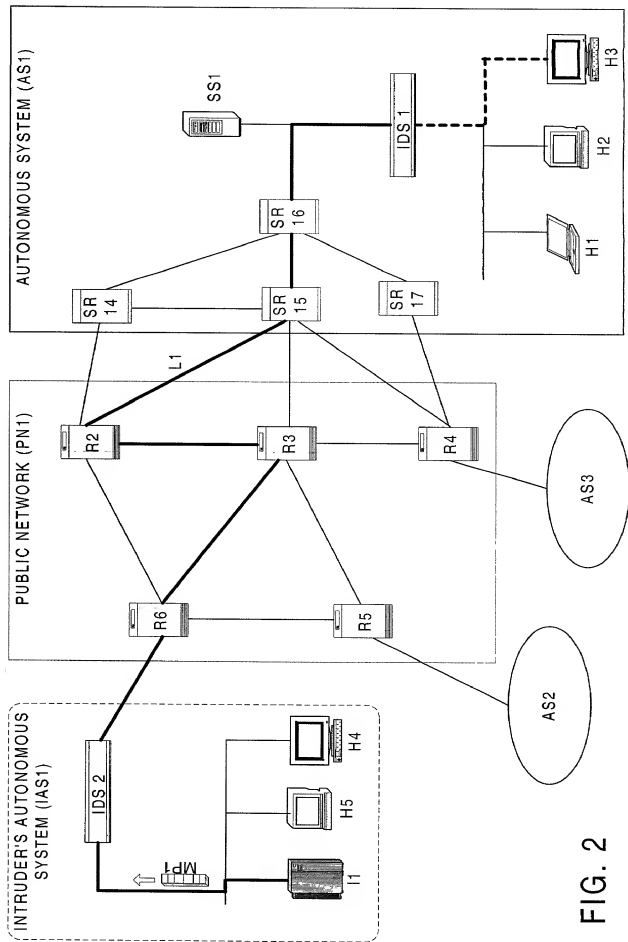 AUTONOMOUS SYSTEM (AS1)
SS1
IDS 1
H3
H2
H1
SR
16
SR
14
SR
15
SR
17
L1
PUBLIC NETWORK (PN1)
R2
R3
R4
R6
R5
AS3
AS2
INTRUDER'S AUTONOMOUS
SYSTEM (IAS1)
IDS 2
MP1
H4
H5
I1
FIG. 2